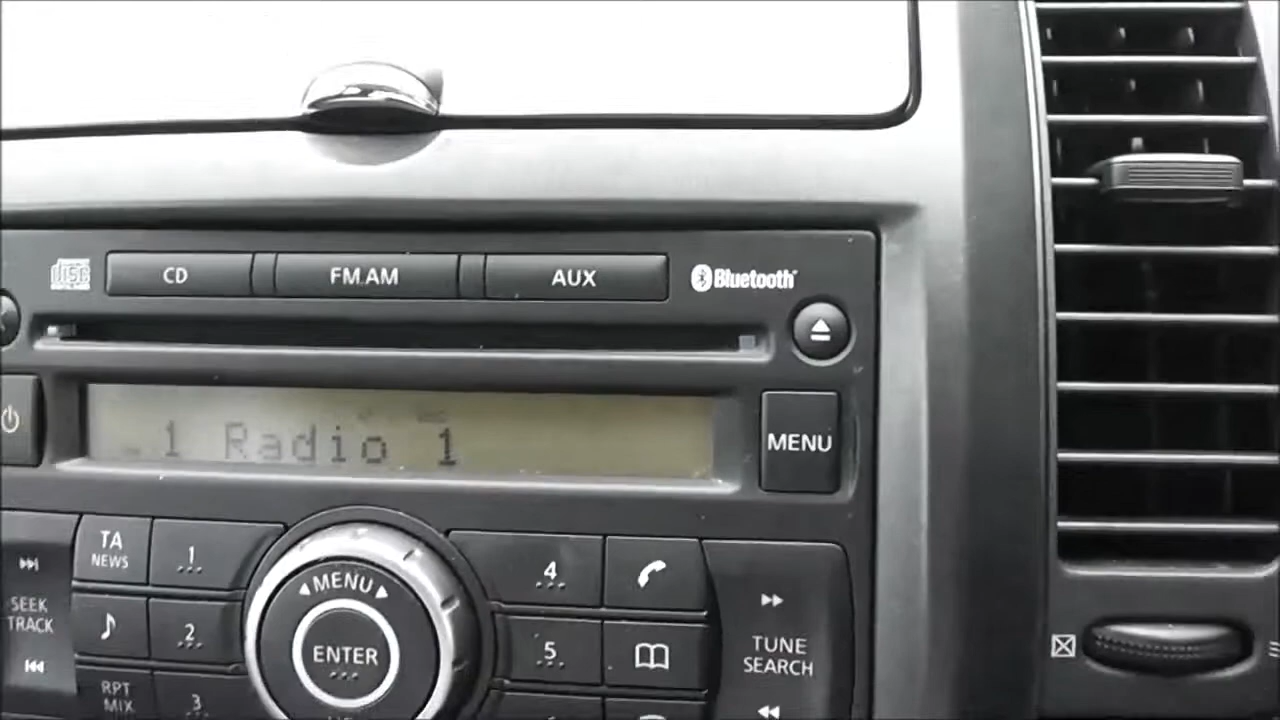 disc
CD
FM.AM
AUX
Bluetooth
MENU
1 Radio 1
TA
NEWS
1
4
MENU
SEEK
TRACK
2
5
ENTER
TUNE
SEARCH
RPT
MIX
3